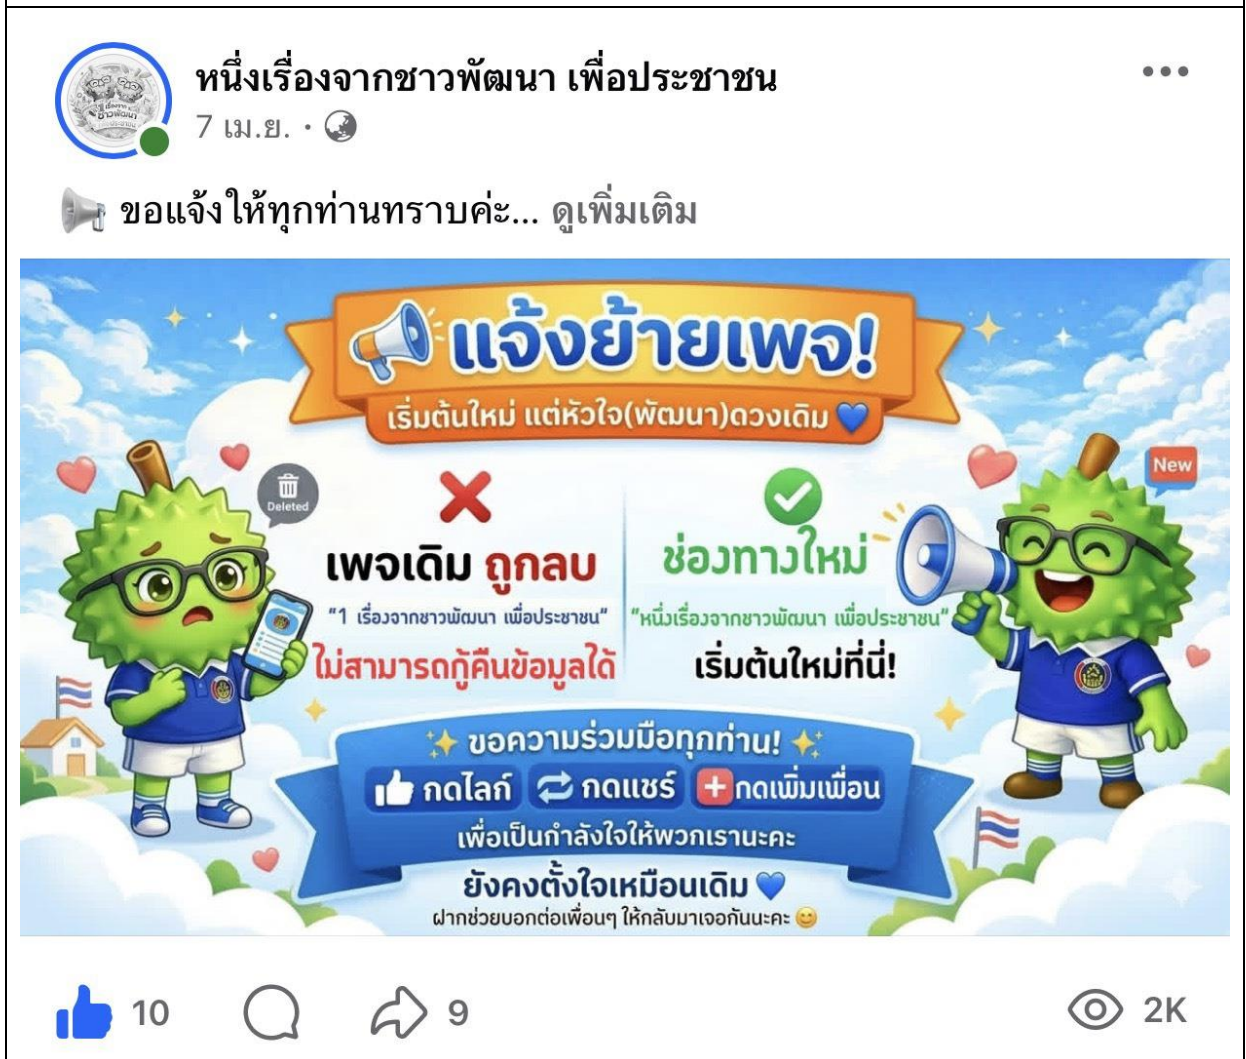 หนึ่งเรื่องจากชาวพัฒนา เพื่อประชาชน
7 เม.ย. ·
ขอแจ้งให้ทุกท่านทราบค่ะ... ดูเพิ่มเติม
แจ้งย้ายเพจ!
เริ่มต้นใหม่ แต่หัวใจ(พัฒนา)ดวงเดิม
Deleted
New
เพจเดิม ถูกลบ
"1 เรื่องจากชาวพัฒนา เพื่อประชาชน"
ไม่สามารถกู้คืนข้อมูลได้
ช่องทางใหม่
"หนึ่งเรื่องจากชาวพัฒนา เพื่อประชาชน"
เริ่มต้นใหม่ที่นี่!
ขอความร่วมมือทุกท่าน!
กดไลก์ กดแชร์ กดเพิ่มเพื่อน
เพื่อเป็นกำลังใจให้พวกเรานะคะ
ยังคงตั้งใจเหมือนเดิม
ฝากช่วยบอกต่อเพื่อนๆ ให้กลับมาเจอกันนะคะ
10 9 2K